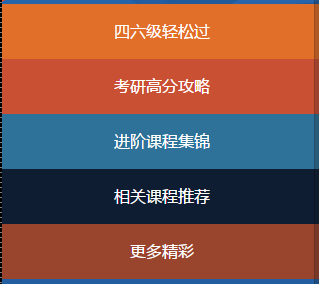 四六级轻松过
考研高分攻略
进阶课程集锦
相关课程推荐
更多精彩